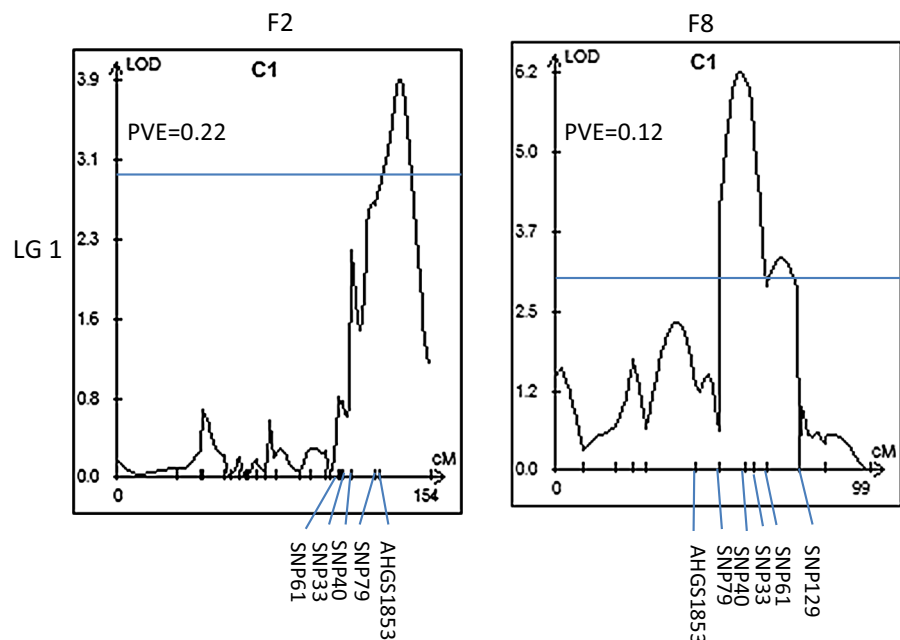 F2
F8
LOD
C1
3.9
3.1
2.3
1.6
0.8
0.0
PVE=0.22
LG 1
cM
0
154
SNP61
SNP33
SNP40
SNP79
AHGS1853
LOD
C1
6.2
5.0
3.7
2.5
1.2
0.0
PVE=0.12
cM
0
99
AHGS1853
SNP79
SNP40
SNP33
SNP61
SNP129